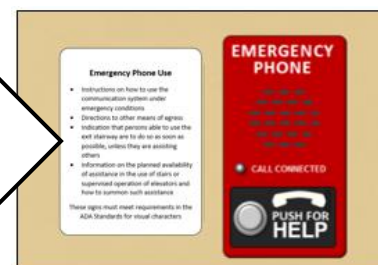 Emergency Phone Use
• Instructions on how to use the
communication system under
emergency conditions
• Directions to other means of egress
• Indication that persons able to use the
exit stairway are to do so as soon as
possible, unless they are assisting
others
• Information on the planned availability
of assistance in the use of stairs or
supervised operation of elevators and
how to summon such assistance
These signs must meet requirements in the
ADA Standards for visual characters
EMERGENCY
PHONE
CALL CONNECTED
PUSH FOR
HELP